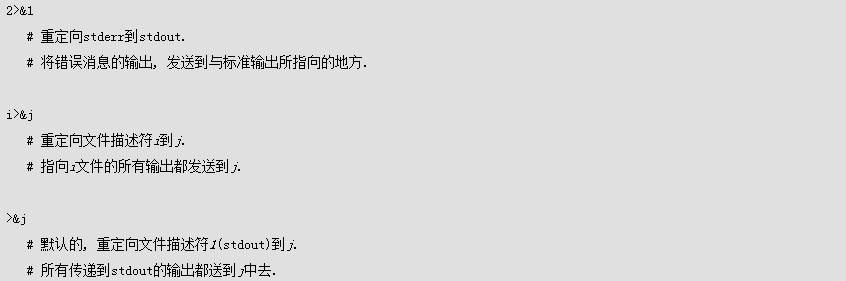 2>&1
# 重定向stderr到stdout.
# 将错误消息的输出, 发送到与标准输出所指向的地方.
i>&j
# 重定向文件描述符i到j.
# 指向i文件的所有输出都发送到j.
>&j
# 默认的, 重定向文件描述符1(stdout)到j.
# 所有传递到stdout的输出都送到j中去.